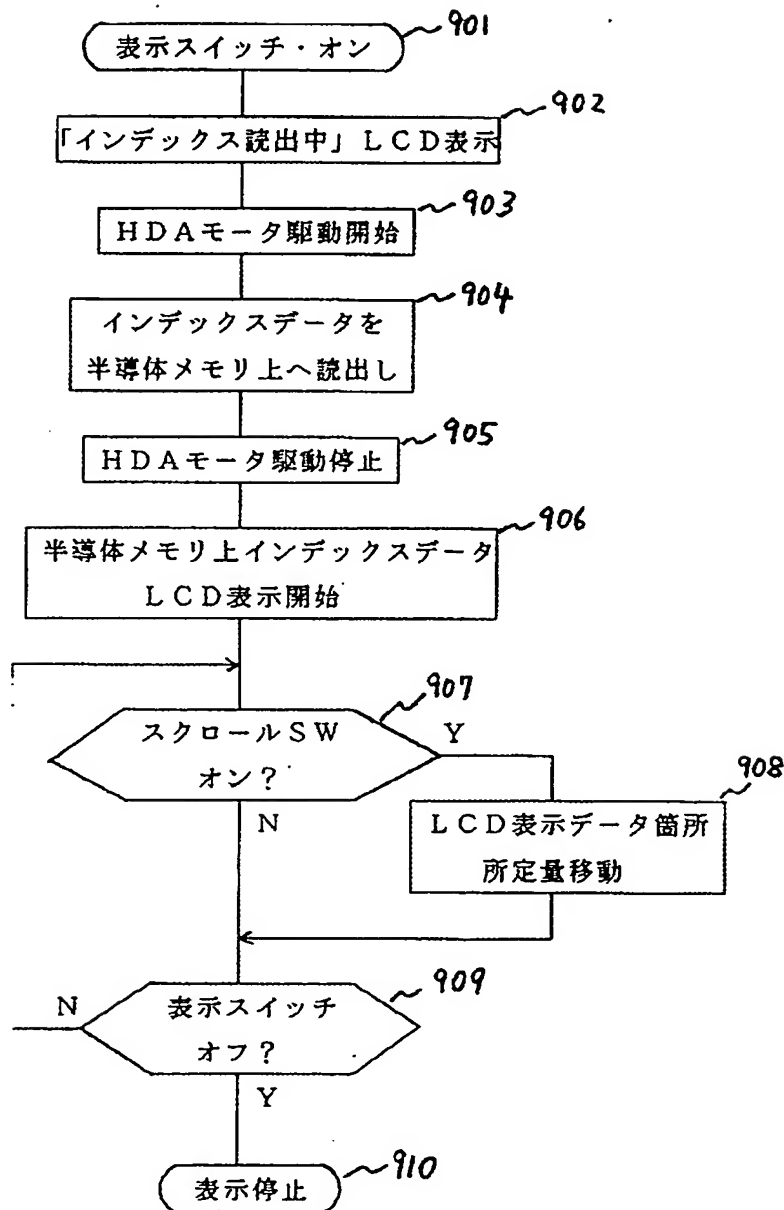 901
表示スイッチ・オン
902
「インデックス読出中」LCD表示
903
HDAモータ駆動開始
904
インデックスデータを
半導体メモリ上へ読出し
905
HDAモータ駆動停止
906
半導体メモリ上インデックスデータ
LCD表示開始
907
スクロールSW
オン?
Y
N
908
LCD表示データ箇所
所定量移動
909
N
表示スイッチ
オフ?
Y
910
表示停止